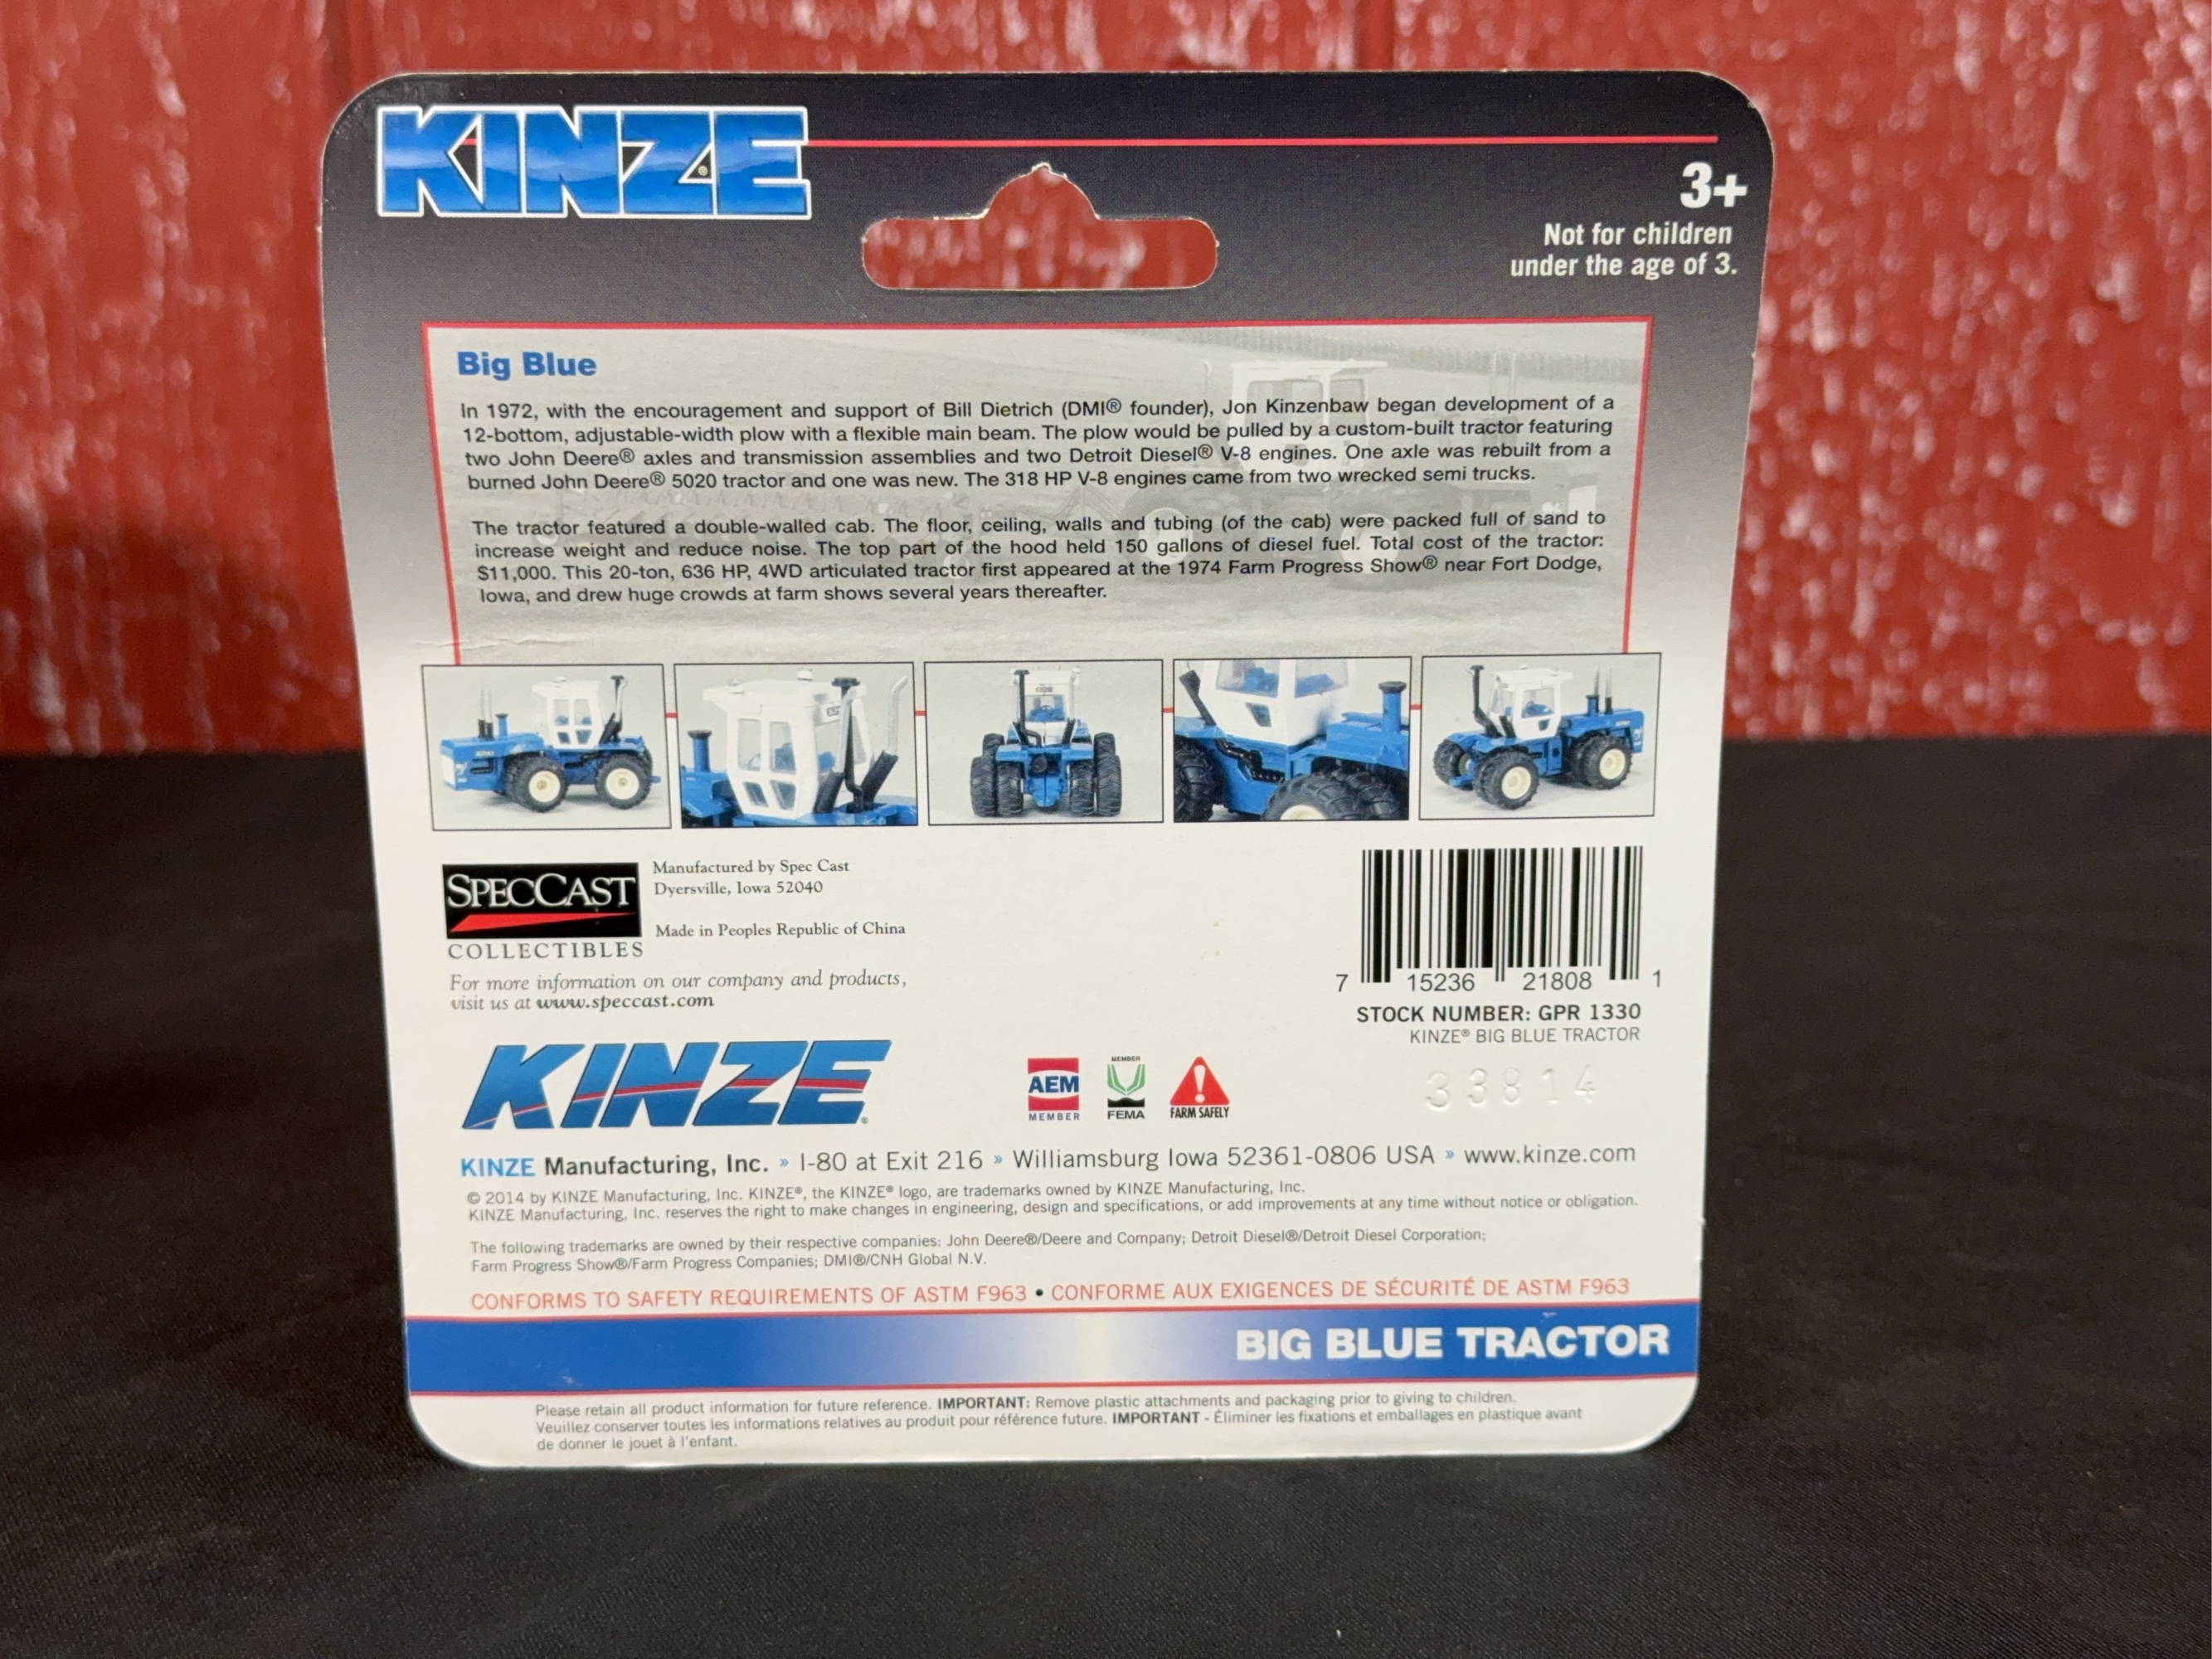 KINZE®
3+
Not for children
under the age of 3.
Big Blue
In 1972, with the encouragement and support of Bill Dietrich (DMI® founder), Jon Kinzenbaw began development of a
12-bottom, adjustable-width plow with a flexible main beam. The plow would be pulled by a custom-built tractor featuring
two John Deere® axles and transmission assemblies and two Detroit Diesel® V-8 engines. One axle was rebuilt from a
burned John Deere® 5020 tractor and one was new. The 318 HP V-8 engines came from two wrecked semi trucks.
The tractor featured a double-walled cab. The floor, ceiling, walls and tubing (of the cab) were packed full of sand to
increase weight and reduce noise. The top part of the hood held 150 gallons of diesel fuel. Total cost of the tractor:
$11,000. This 20-ton, 636 HP, 4WD articulated tractor first appeared at the 1974 Farm Progress Show® near Fort Dodge,
Iowa, and drew huge crowds at farm shows several years thereafter.
SPECCAST
COLLECTIBLES
Manufactured by Spec Cast
Dyersville, Iowa 52040
Made in Peoples Republic of China
For more information on our company and products,
visit us at www.speccast.com
7 15236 21808 1
STOCK NUMBER: GPR 1330
KINZE® BIG BLUE TRACTOR
33814
KINZE®
AEM
MEMBER
MEMBER
FEMA
FARM SAFELY
KINZE Manufacturing, Inc. » I-80 at Exit 216 » Williamsburg Iowa 52361-0806 USA » www.kinze.com
© 2014 by KINZE Manufacturing, Inc. KINZE®, the KINZE® logo, are trademarks owned by KINZE Manufacturing, Inc.
KINZE Manufacturing, Inc. reserves the right to make changes in engineering, design and specifications, or add improvements at any time without notice or obligation.
The following trademarks are owned by their respective companies: John Deere®/Deere and Company; Detroit Diesel®/Detroit Diesel Corporation;
Farm Progress Show®/Farm Progress Companies; DMI®/CNH Global N.V.
CONFORMS TO SAFETY REQUIREMENTS OF ASTM F963 • CONFORME AUX EXIGENCES DE SÉCURITÉ DE ASTM F963
BIG BLUE TRACTOR
Please retain all product information for future reference. IMPORTANT: Remove plastic attachments and packaging prior to giving to children.
Veuillez conserver toutes les informations relatives au produit pour référence future. IMPORTANT - Éliminer les fixations et emballages en plastique avant
de donner le jouet à l'enfant.